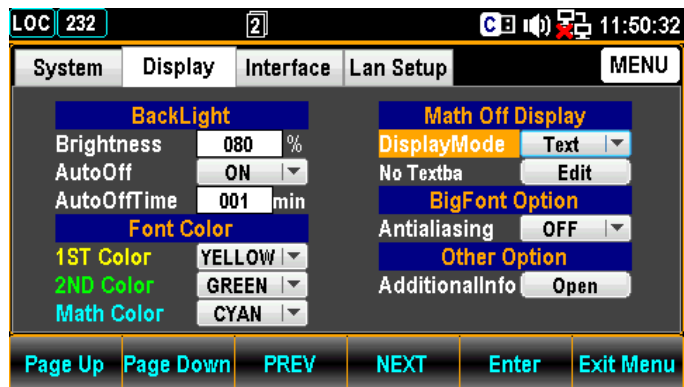 LOC 232 2 C 11:50:32
System Display Interface Lan Setup MENU
BackLight
Brightness 080 %
AutoOff ON
AutoOffTime 001 min
Font Color
1ST Color YELLOW
2ND Color GREEN
Math Color CYAN
Math Off Display
DisplayMode Text
No Textba Edit
BigFont Option
Antialiasing OFF
Other Option
AdditionalInfo Open
Page Up Page Down PREV NEXT Enter Exit Menu